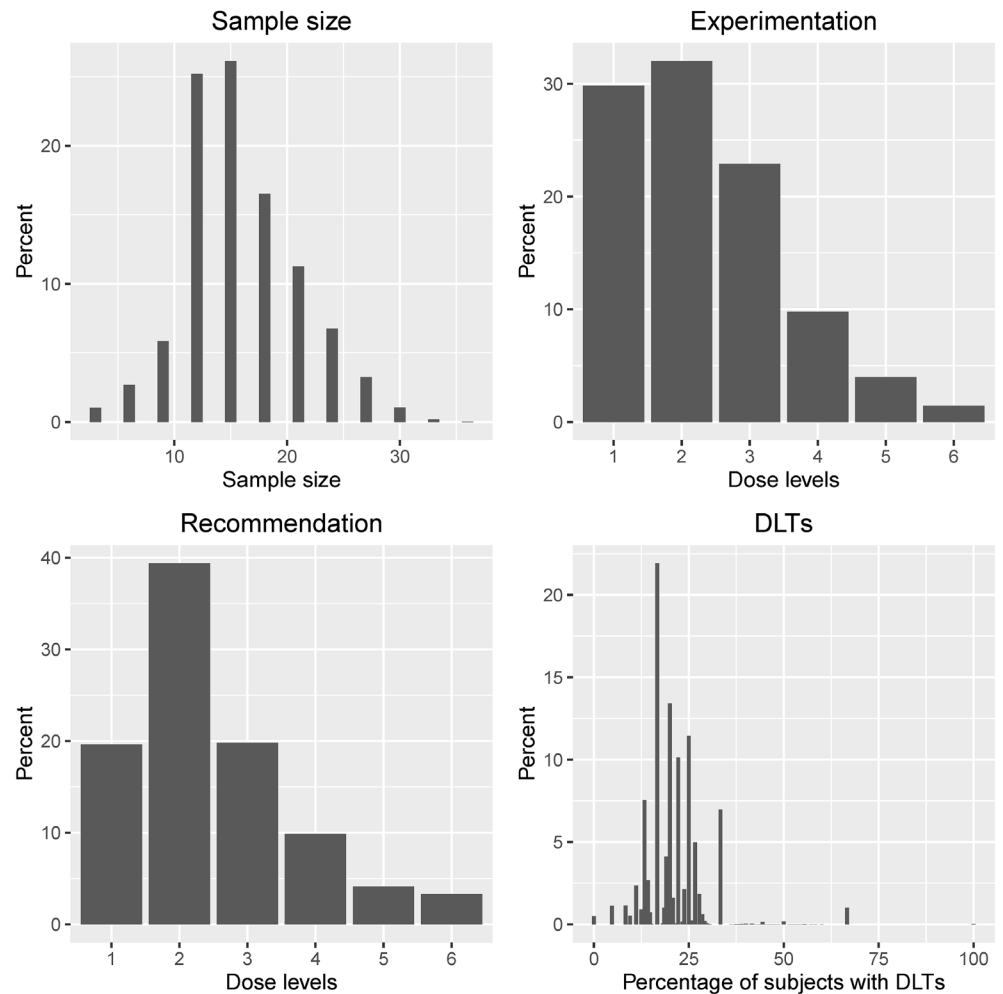 Sample size
Percent
20
10
0
10 20 30
Sample size
Experimentation
Percent
30
20
10
0
1 2 3 4 5 6
Dose levels
Recommendation
Percent
40
30
20
10
0
1 2 3 4 5 6
Dose levels
DLTs
Percent
20
15
10
5
0
0 25 50 75 100
Percentage of subjects with DLTs